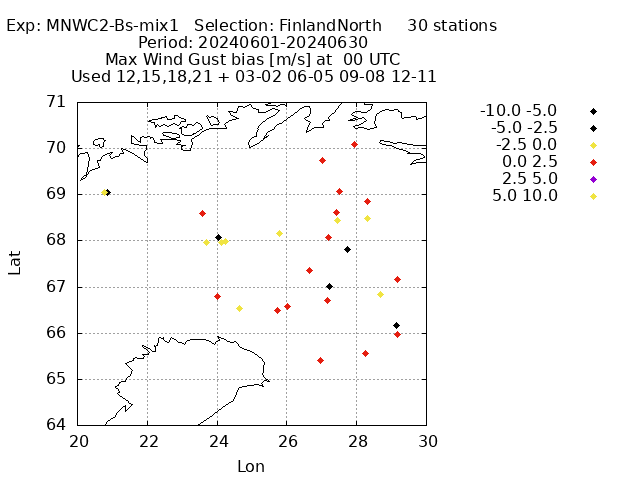 Exp: MNWC2-Bs-mix1 Selection: FinlandNorth 30 stations
Period: 20240601-20240630
Max Wind Gust bias [m/s] at 00 UTC
Used 12,15,18,21 + 03-02 06-05 09-08 12-11
-10.0 -5.0
-5.0 -2.5
-2.5 0.0
0.0 2.5
2.5 5.0
5.0 10.0
71
70
69
68
67
66
65
64
Lat
20 22 24 26 28 30
Lon